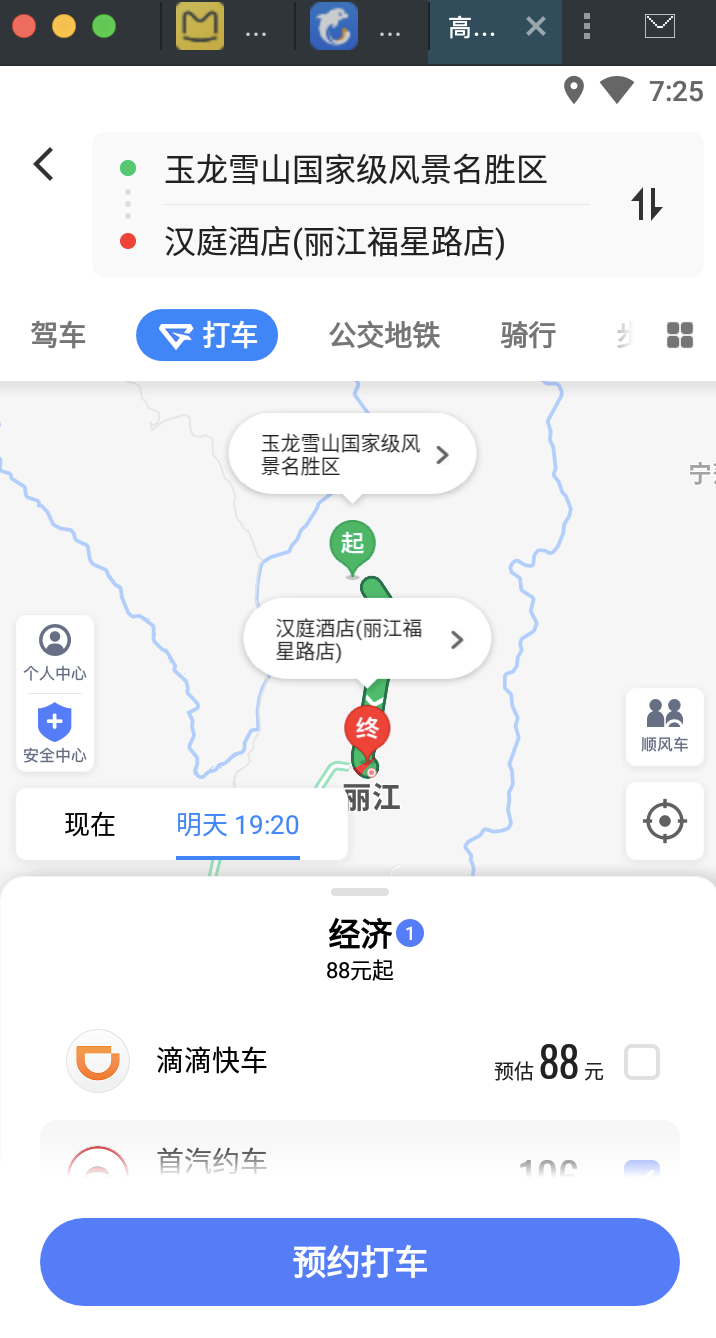 ...
...
高...
7:25
玉龙雪山国家级风景名胜区
汉庭酒店(丽江福星路店)
驾车
打车
公交地铁
骑行
玉龙雪山国家级风
景名胜区
宁
起
汉庭酒店(丽江福
星路店)
个人中心
终
安全中心
顺风车
丽江
现在
明天 19:20
经济 1
88元起
滴滴快车
预估 88 元
首汽约车
预约打车